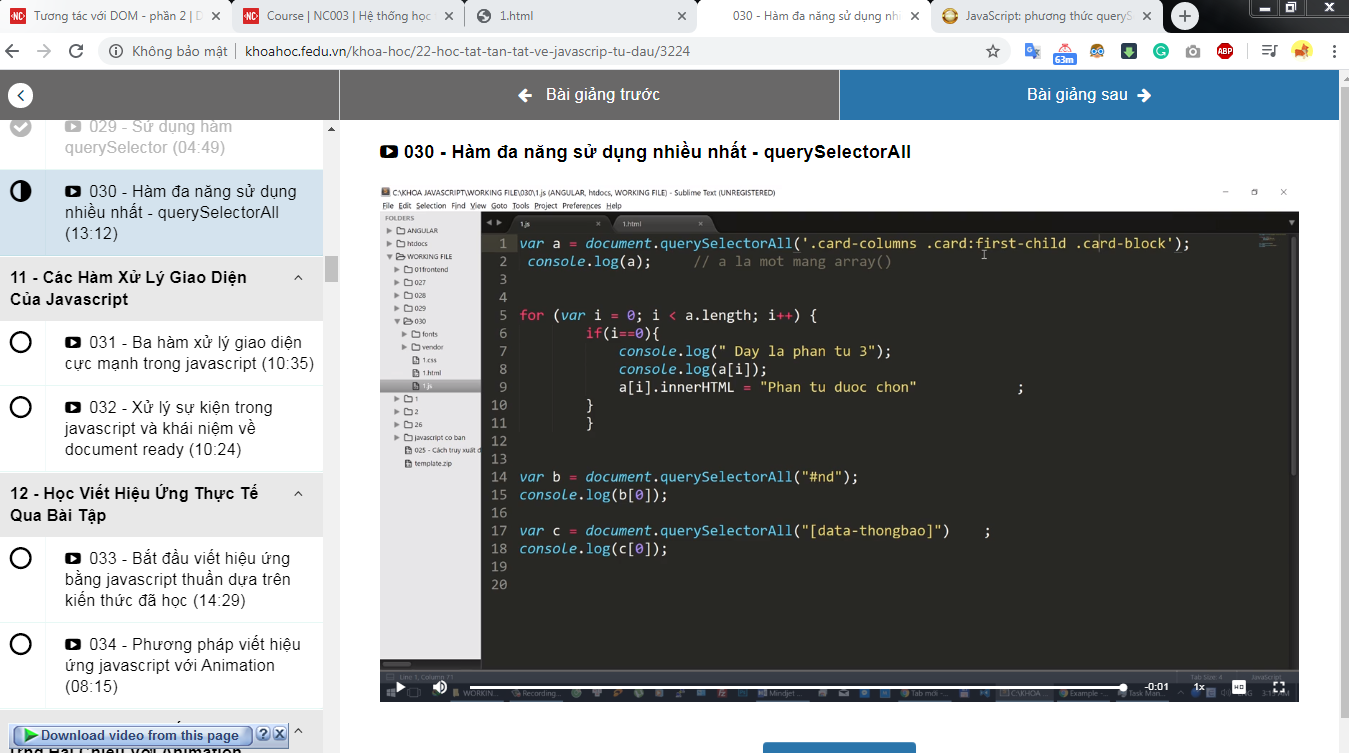 Tương tác với DOM - phần 2 | D
Course | NC003 | Hệ thống học
1.html
030 - Hàm đa năng sử dụng nh
JavaScript: phương thức queryS
Không bảo mật | khoahoc.fedu.vn/khoa-hoc/22-hoc-tat-tan-tat-ve-javascrip-tu-dau/3224
63m
ABP
Bài giảng trước
Bài giảng sau
029 - Sử dụng hàm
querySelector (04:49)
030 - Hàm đa năng sử dụng
nhiều nhất - querySelectorAll
(13:12)
11 - Các Hàm Xử Lý Giao Diện
Của Javascript
031 - Ba hàm xử lý giao diện
cực mạnh trong javascript (10:35)
032 - Xử lý sự kiện trong
javascript và khái niệm về
document ready (10:24)
12 - Học Viết Hiệu Ứng Thực Tế
Qua Bài Tập
033 - Bắt đầu viết hiệu ứng
bằng javascript thuần dựa trên
kiến thức đã học (14:29)
034 - Phương pháp viết hiệu
ứng javascript với Animation
(08:15)
Download video from this page
ứng Hai Chiều Với Animation
030 - Hàm đa năng sử dụng nhiều nhất - querySelectorAll
C:\KHOA JAVASCRIPT\WORKING FILE\030\1.js (ANGULAR, htdocs, WORKING FILE) - Sublime Text (UNREGISTERED)
File Edit Selection Find View Goto Tools Project Preferences Help
FOLDERS
ANGULAR
htdocs
WORKING FILE
01frontend
027
028
029
030
fonts
vendor
1.css
1.html
1.js
1
2
26
javascript co ban
025 - Cách truy xuất d
template.zip
1.js
1.html
1 var a = document.querySelectorAll('.card-columns .card:first-child .card-block');
2 console.log(a); // a la mot mang array()
3
4
5 for (var i = 0; i < a.length; i++) {
6 if(i==0){
7 console.log(" Day la phan tu 3");
8 console.log(a[i]);
9 a[i].innerHTML = "Phan tu duoc chon" ;
10 }
11 }
12
13
14 var b = document.querySelectorAll("#nd");
15 console.log(b[0]);
16
17 var c = document.querySelectorAll("[data-thongbao]") ;
18 console.log(c[0]);
19
20
Line 1, Column 71
Tab Size: 4
JavaScript
-0:01
1x
HD